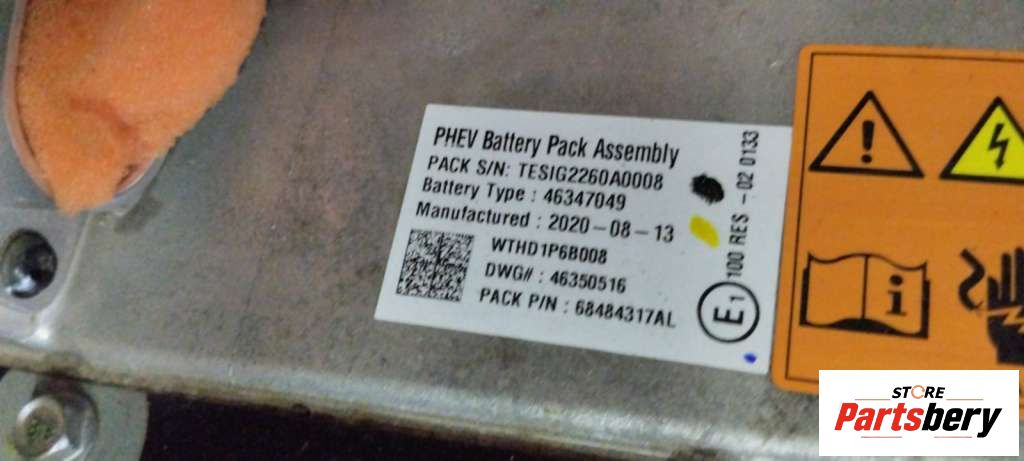 PHEV Battery Pack Assembly
PACK S/N: TESIG2260A0008
Battery Type : 46347049
Manufactured : 2020-08-13
WTHD1P6B008
DWG# : 46350516
PACK P/N : 68484317AL
E1
100 RES - 02 0133
i
STORE
Partsbery